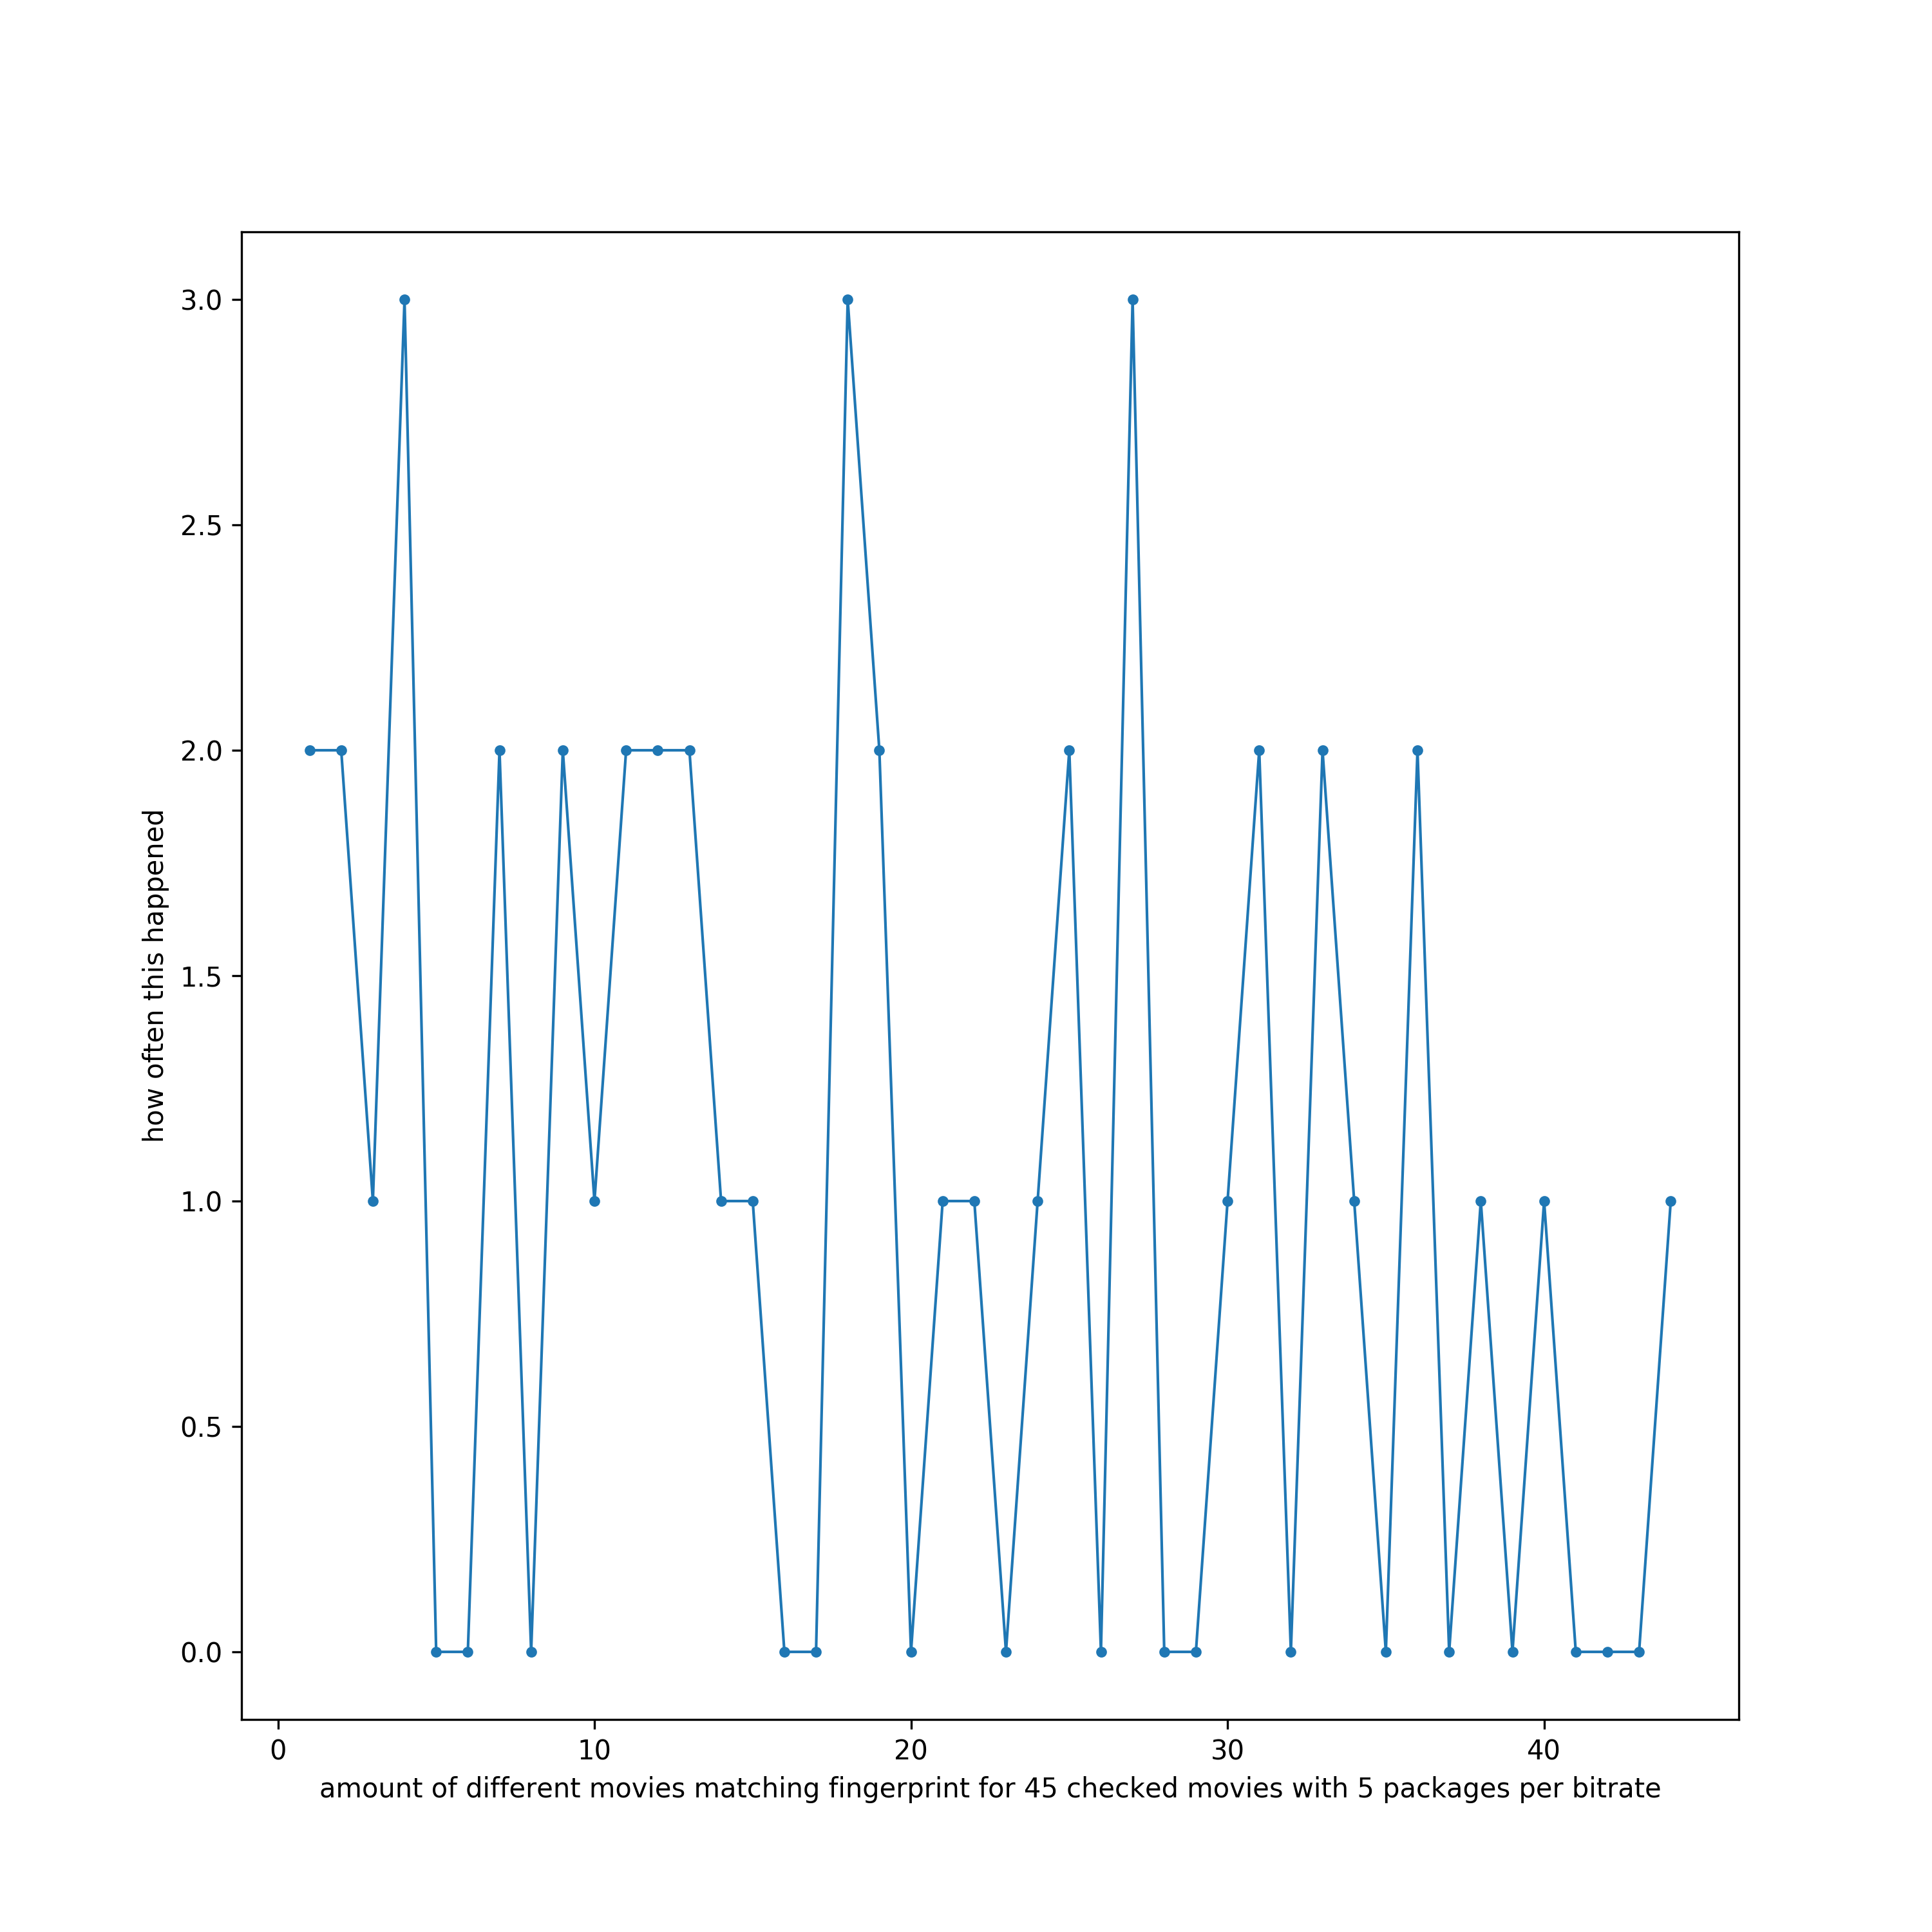 3.0
2.5
2.0
1.5
1.0
0.5
0.0
how often this happened
0 10 20 30 40
amount of different movies matching fingerprint for 45 checked movies with 5 packages per bitrate